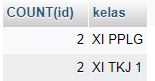 COUNT(id) kelas
2 XI PPLG
2 XI TKJ 1